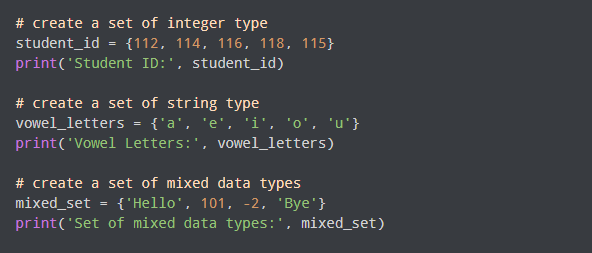 # create a set of integer type
student_id = {112, 114, 116, 118, 115}
print('Student ID:', student_id)
# create a set of string type
vowel_letters = {'a', 'e', 'i', 'o', 'u'}
print('Vowel Letters:', vowel_letters)
# create a set of mixed data types
mixed_set = {'Hello', 101, -2, 'Bye'}
print('Set of mixed data types:', mixed_set)